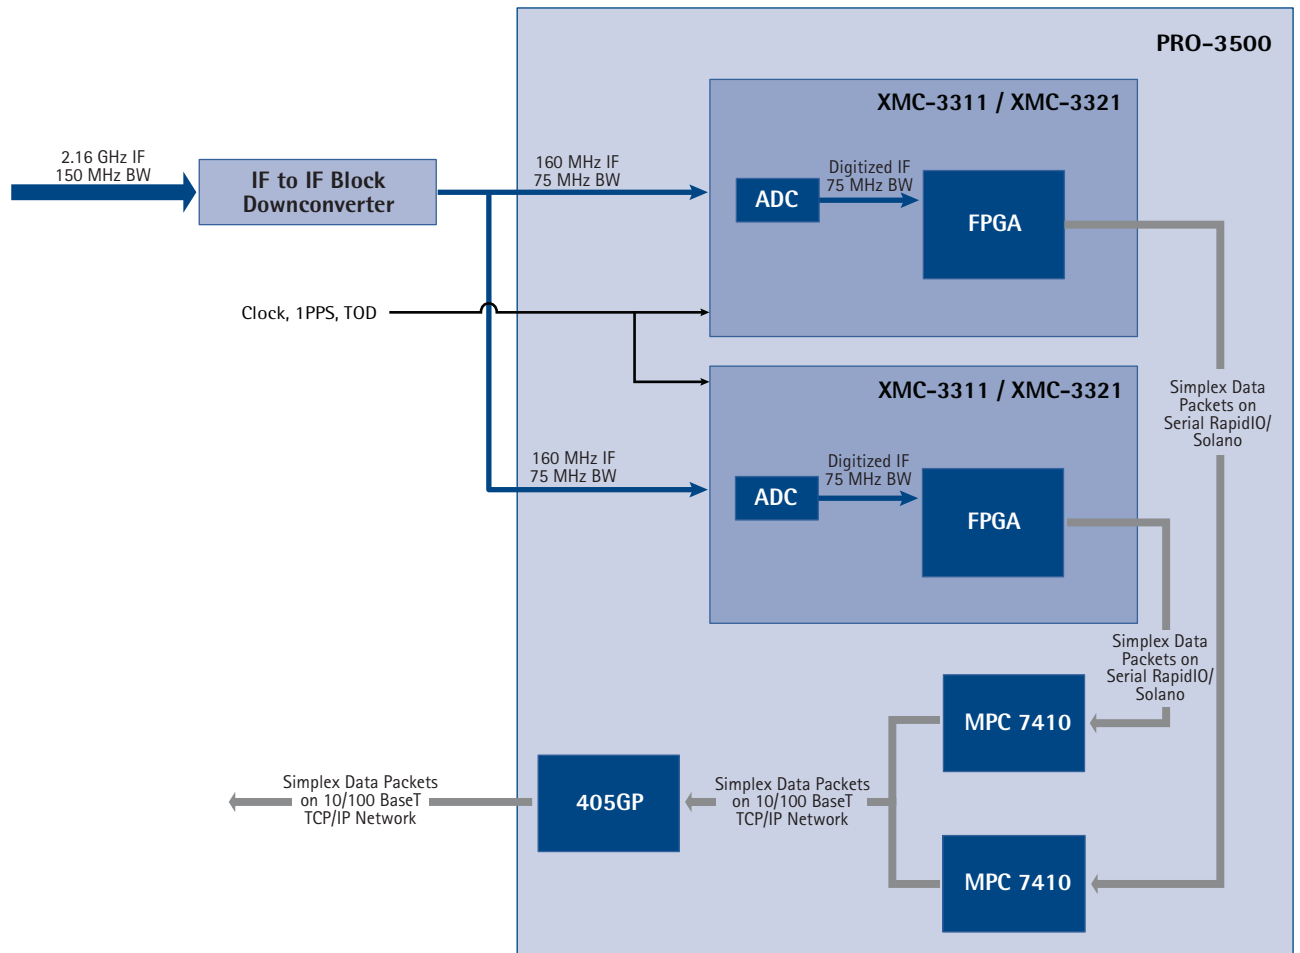 PRO-3500
XMC-3311 / XMC-3321
2.16 GHz IF
150 MHz BW
IF to IF Block
Downconverter
160 MHz IF
75 MHz BW
ADC
Digitized IF
75 MHz BW
FPGA
Clock, 1PPS, TOD
Simplex Data
Packets on
Serial RapidIO/
Solano
XMC-3311 / XMC-3321
160 MHz IF
75 MHz BW
ADC
Digitized IF
75 MHz BW
FPGA
Simplex Data
Packets on
Serial RapidIO/
Solano
MPC 7410
Simplex Data Packets
on 10/100 BaseT
TCP/IP Network
405GP
Simplex Data Packets
on 10/100 BaseT
TCP/IP Network
MPC 7410